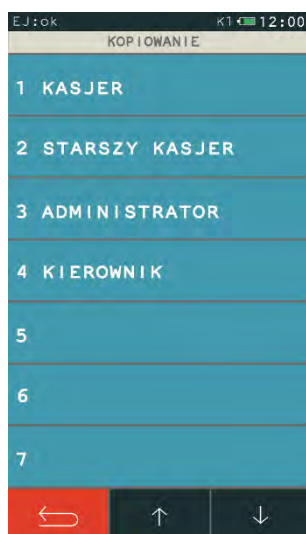 EJ:ok K1 12:00
KOPIOWANIE
1 KASJER
2 STARSZY KASJER
3 ADMINISTRATOR
4 KIEROWNIK
5
6
7